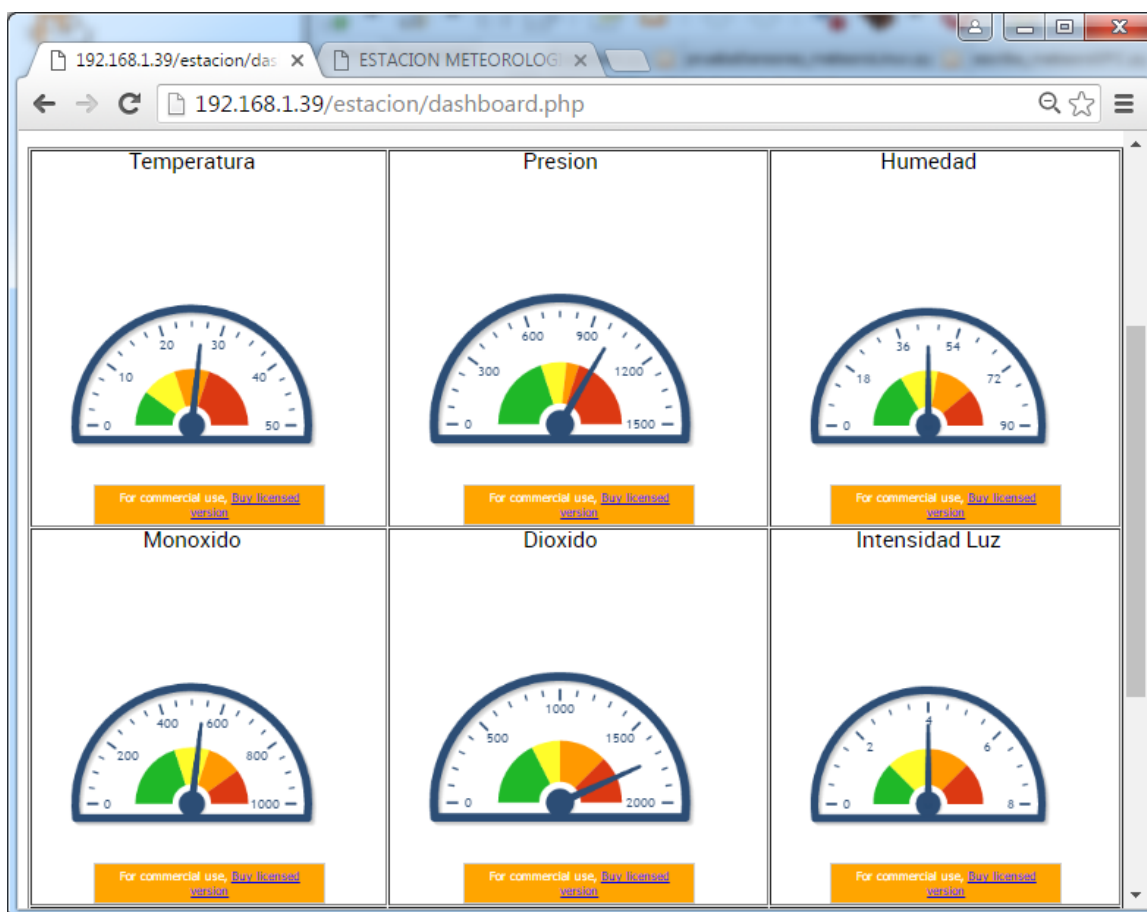 192.168.1.39/estacion/das
ESTACION METEOROLOGI
192.168.1.39/estacion/dashboard.php
Temperatura
Presion
Humedad
0
10
20
30
40
50
0
300
600
900
1200
1500
0
18
36
54
72
90
For commercial use, Buy licensed
version
For commercial use, Buy licensed
version
For commercial use, Buy licensed
version
Monoxido
Dioxido
Intensidad Luz
0
200
400
600
800
1000
0
500
1000
1500
2000
0
2
4
6
8
For commercial use, Buy licensed
version
For commercial use, Buy licensed
version
For commercial use, Buy licensed
version